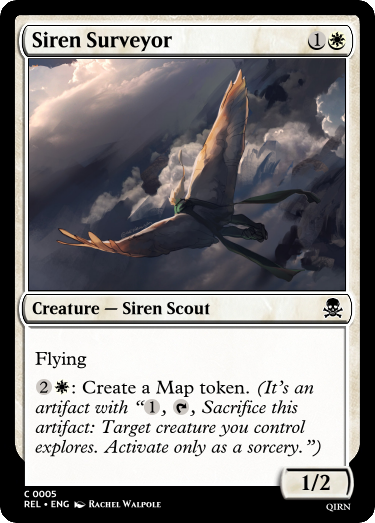 Siren Surveyor 1
Creature — Siren Scout
Flying
2: Create a Map token. (It's an
artifact with “1, , Sacrifice this
artifact: Target creature you control
explores. Activate only as a sorcery.”)
1/2
C 0005
REL • ENG Rachel Walpole
QIRN